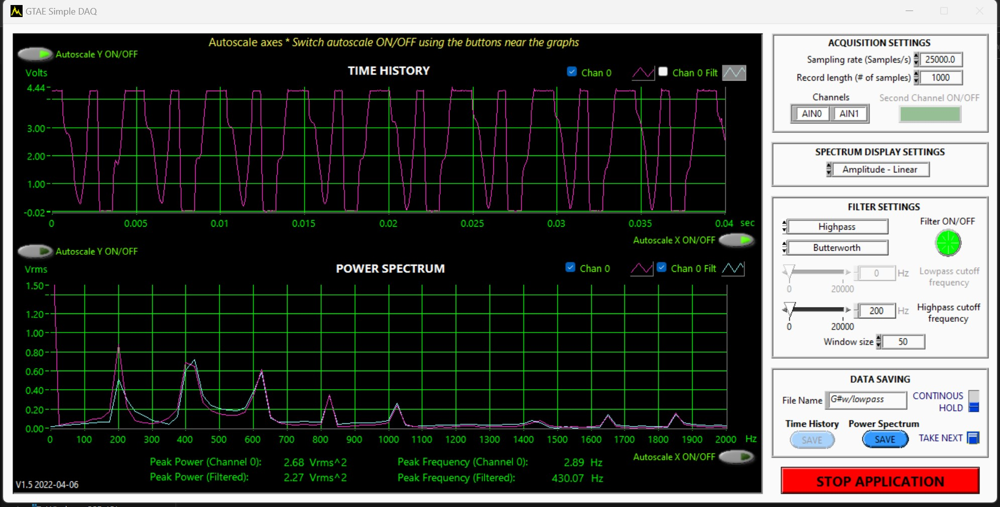 GTAE Simple DAQ
Autoscale axes * Switch autoscale ON/OFF using the buttons near the graphs
Autoscale Y ON/OFF
Volts
TIME HISTORY
Chan 0
Chan 0 Filt
4.44
3.00
2.00
1.00
-0.02
0 0.005 0.01 0.015 0.02 0.025 0.03 0.035 0.04 sec
Autoscale X ON/OFF
Autoscale Y ON/OFF
Vrms
POWER SPECTRUM
Chan 0
Chan 0 Filt
1.50
1.20
1.00
0.80
0.60
0.40
0.20
0.00
0 100 200 300 400 500 600 700 800 900 1000 1100 1200 1300 1400 1500 1600 1700 1800 1900 2000 Hz
Autoscale X ON/OFF
Peak Power (Channel 0): 2.68 Vrms^2 Peak Frequency (Channel 0): 2.89 Hz
Peak Power (Filtered): 2.27 Vrms^2 Peak Frequency (Filtered): 430.07 Hz
V1.5 2022-04-06
ACQUISITION SETTINGS
Sampling rate (Samples/s) 25000.0
Record length (# of samples) 1000
Channels
Second Channel ON/OFF
AIN0 AIN1
SPECTRUM DISPLAY SETTINGS
Amplitude - Linear
FILTER SETTINGS
Filter ON/OFF
Highpass
Butterworth
0 Hz
Lowpass cutoff
frequency
0 20000
200 Hz
Highpass cutoff
frequency
0 20000
Window size 50
DATA SAVING
File Name G#w/lowpass
CONTINOUS
HOLD
Time History
Power Spectrum
SAVE
SAVE
TAKE NEXT
STOP APPLICATION